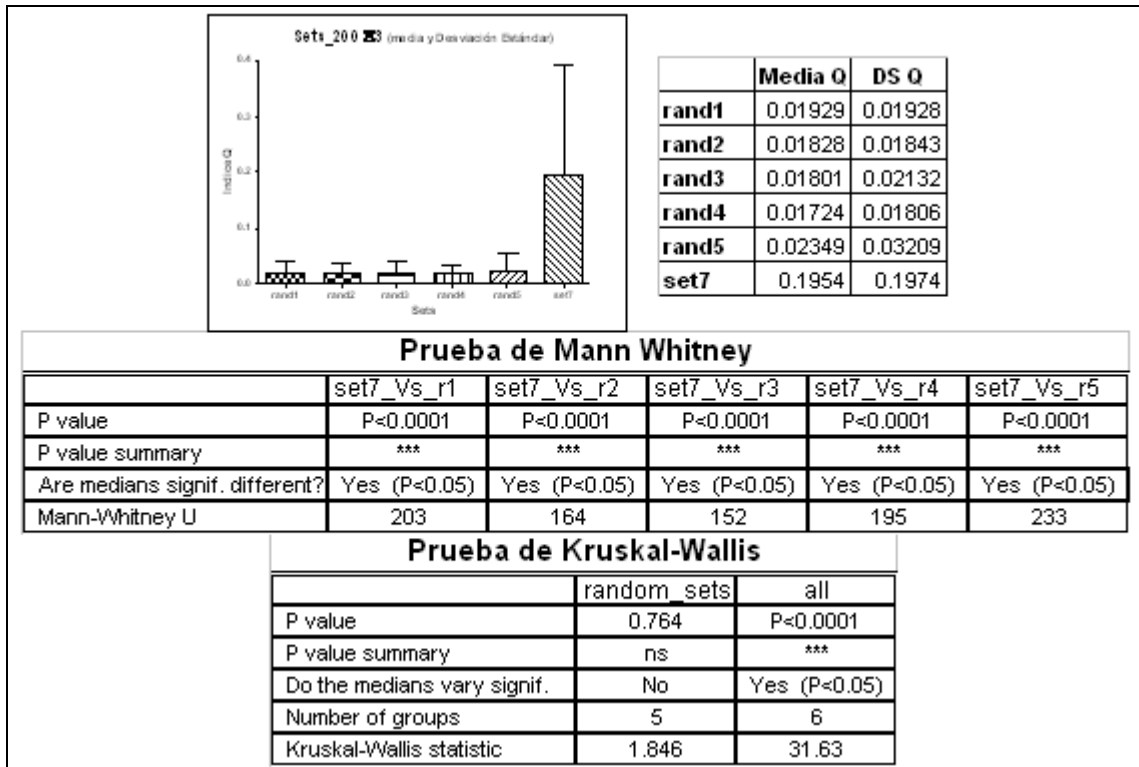 Sets_200 3 (media y Desviación Estándar)
0.4
0.3
0.2
0.1
0.0
Indice Q
rand1 rand2 rand3 rand4 rand5 set7
Sets
Media Q DS Q
rand1 0.01929 0.01928
rand2 0.01828 0.01843
rand3 0.01801 0.02132
rand4 0.01724 0.01806
rand5 0.02349 0.03209
set7 0.1954 0.1974
Prueba de Mann Whitney
set7_Vs_r1 set7_Vs_r2 set7_Vs_r3 set7_Vs_r4 set7_Vs_r5
P value P<0.0001 P<0.0001 P<0.0001 P<0.0001 P<0.0001
P value summary *** *** *** *** ***
Are medians signif. different? Yes (P<0.05) Yes (P<0.05) Yes (P<0.05) Yes (P<0.05) Yes (P<0.05)
Mann-Whitney U 203 164 152 195 233
Prueba de Kruskal-Wallis
random_sets all
P value 0.764 P<0.0001
P value summary ns ***
Do the medians vary signif. No Yes (P<0.05)
Number of groups 5 6
Kruskal-Wallis statistic 1.846 31.63